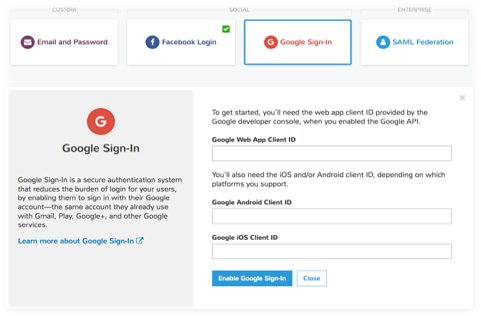 CUSTOM
SOCIAL
ENTERPRISE
Email and Password
Facebook Login
Google Sign-In
SAML Federation
Google Sign-In
Google Sign-In is a secure authentication system
that reduces the burden of login for your users,
by enabling them to sign in with their Google
account—the same account they already use
with Gmail, Play, Google+, and other Google
services.
Learn more about Google Sign-In
To get started, you'll need the web app client ID provided by the
Google developer console, when you enabled the Google API.
Google Web App Client ID
You'll also need the iOS and/or Android client ID, depending on which
platforms you support.
Google Android Client ID
Google iOS Client ID
Enable Google Sign-In
Close